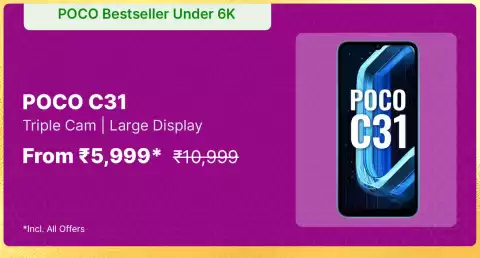 POCO Bestseller Under 6K
POCO C31
Triple Cam | Large Display
From ₹5,999* ₹10,999
*Incl. All Offers
POCO
C31